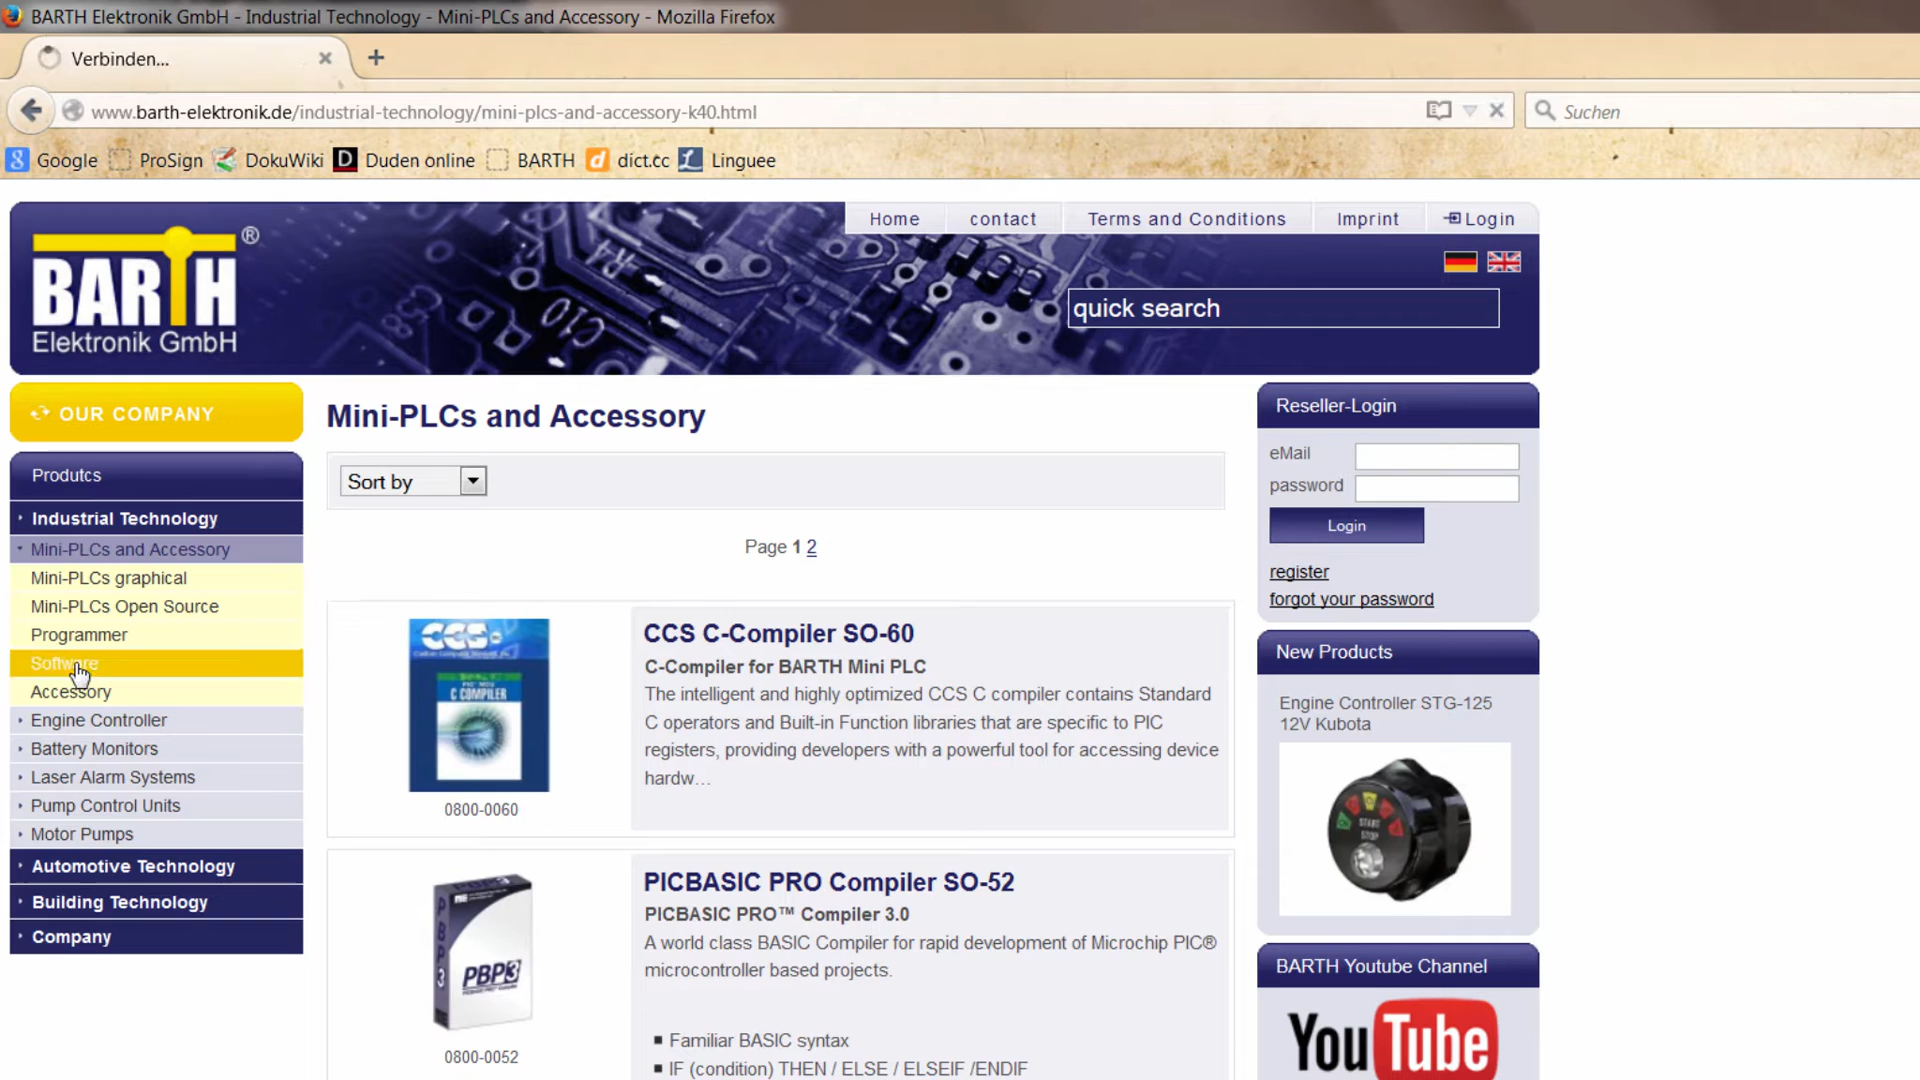 BARTH Elektronik GmbH - Industrial Technology - Mini-PLCs and Accessory - Mozilla Firefox
Verbinden...
www.barth-elektronik.de/industrial-technology/mini-plcs-and-accessory-k40.html
Suchen
Google ProSign DokuWiki Duden online BARTH dict.cc Linguee
Home contact Terms and Conditions Imprint Login
BARTH ®
Elektronik GmbH
R4
C10
quick search
OUR COMPANY
Produtcs
Industrial Technology
Mini-PLCs and Accessory
Mini-PLCs graphical
Mini-PLCs Open Source
Programmer
Software
Accessory
Engine Controller
Battery Monitors
Laser Alarm Systems
Pump Control Units
Motor Pumps
Automotive Technology
Building Technology
Company
Mini-PLCs and Accessory
Sort by
Page 1 2
CCS
C COMPILER
0800-0060
CCS C-Compiler SO-60
C-Compiler for BARTH Mini PLC
The intelligent and highly optimized CCS C compiler contains Standard
C operators and Built-in Function libraries that are specific to PIC
registers, providing developers with a powerful tool for accessing device
hardw…
PBP3
PBP3
0800-0052
PICBASIC PRO Compiler SO-52
PICBASIC PRO™ Compiler 3.0
A world class BASIC Compiler for rapid development of Microchip PIC®
microcontroller based projects.
Familiar BASIC syntax
IF (condition) THEN / ELSE / ELSEIF /ENDIF
Reseller-Login
eMail
password
Login
register
forgot your password
New Products
Engine Controller STG-125
12V Kubota
START
STOP
BARTH Youtube Channel
YouTube